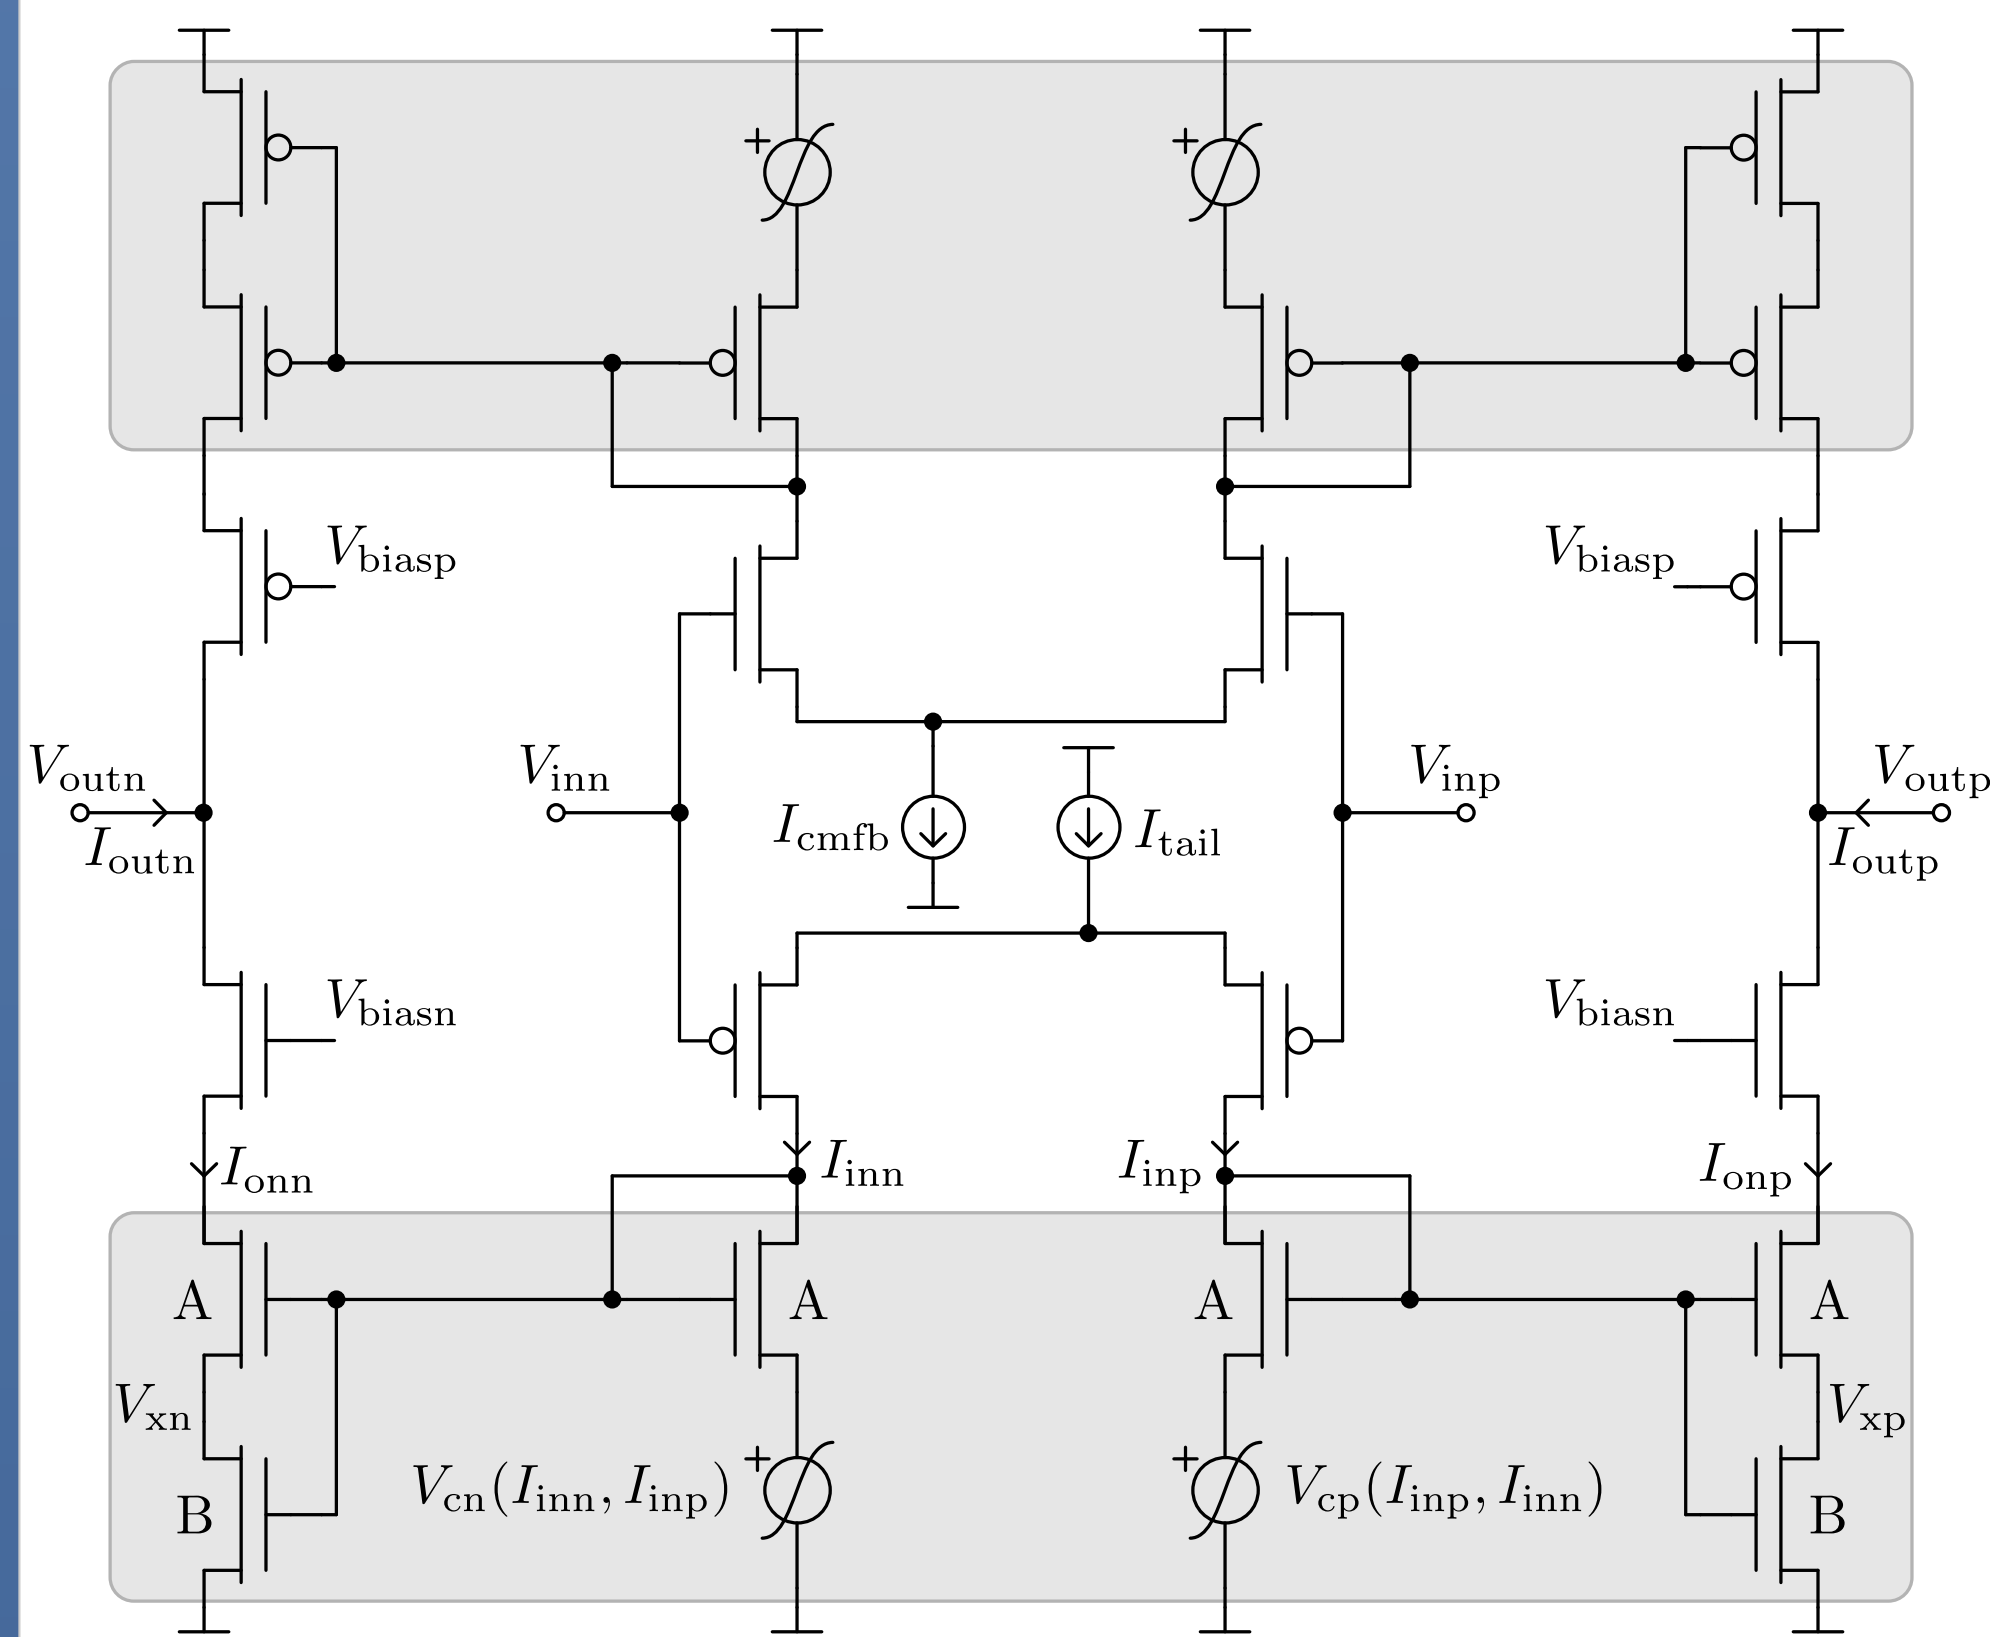 + +
V_biasp V_biasp
V_outn V_inn V_inp V_outp
I_outn I_cmfb I_tail I_outp
V_biasn V_biasn
I_onn I_inn I_inp I_onp
A A A A
V_xn V_xp
+ +
B V_cn(I_inn, I_inp) V_cp(I_inp, I_inn) B